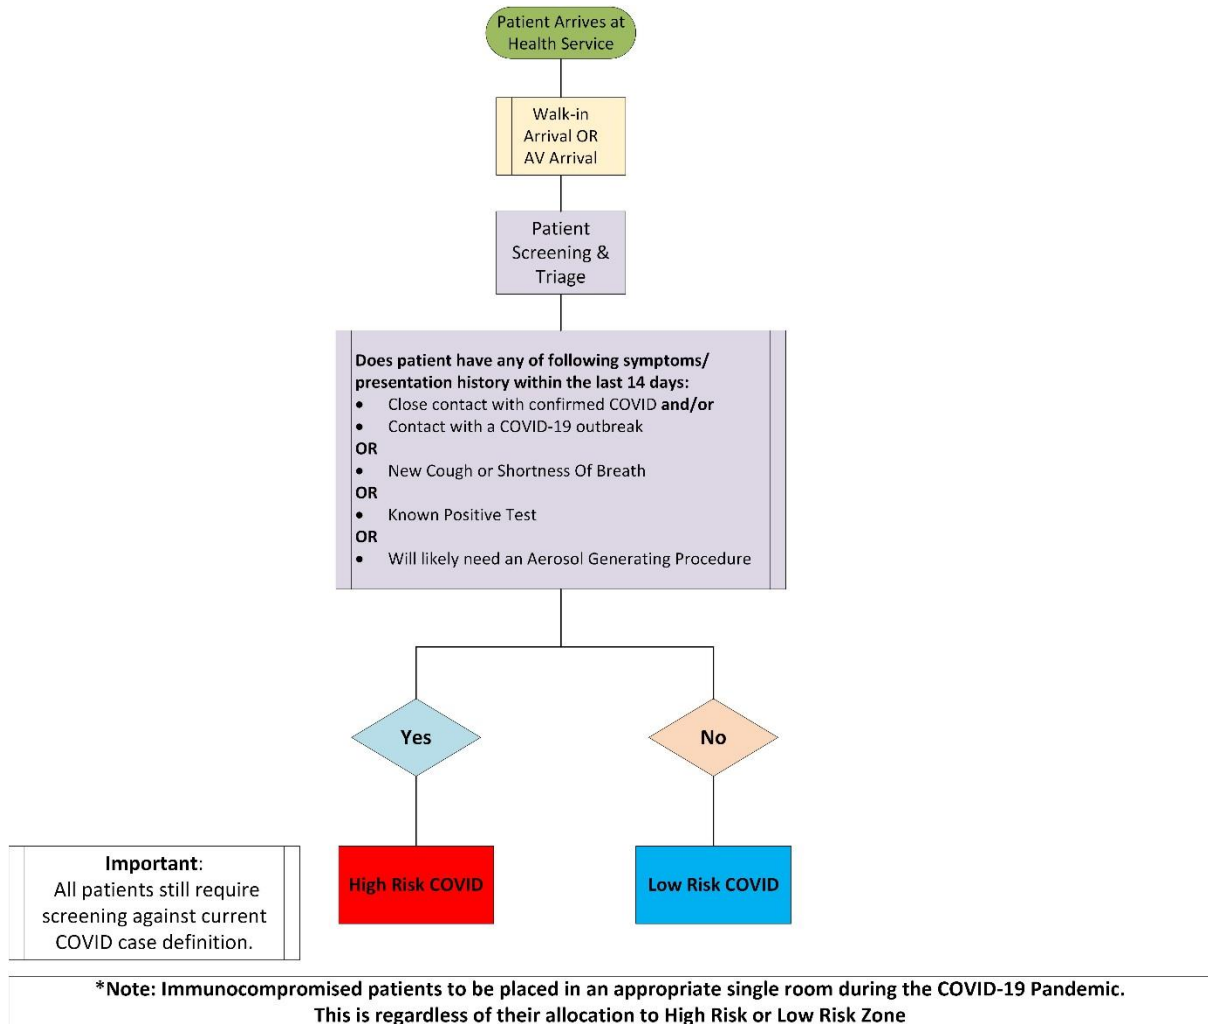 Patient Arrives at
Health Service
Walk-in
Arrival OR
AV Arrival
Patient
Screening &
Triage
Does patient have any of following symptoms/
presentation history within the last 14 days:
• Close contact with confirmed COVID and/or
• Contact with a COVID-19 outbreak
OR
• New Cough or Shortness Of Breath
OR
• Known Positive Test
OR
• Will likely need an Aerosol Generating Procedure
Yes
No
High Risk COVID
Low Risk COVID
Important:
All patients still require
screening against current
COVID case definition.
*Note: Immunocompromised patients to be placed in an appropriate single room during the COVID-19 Pandemic.
This is regardless of their allocation to High Risk or Low Risk Zone